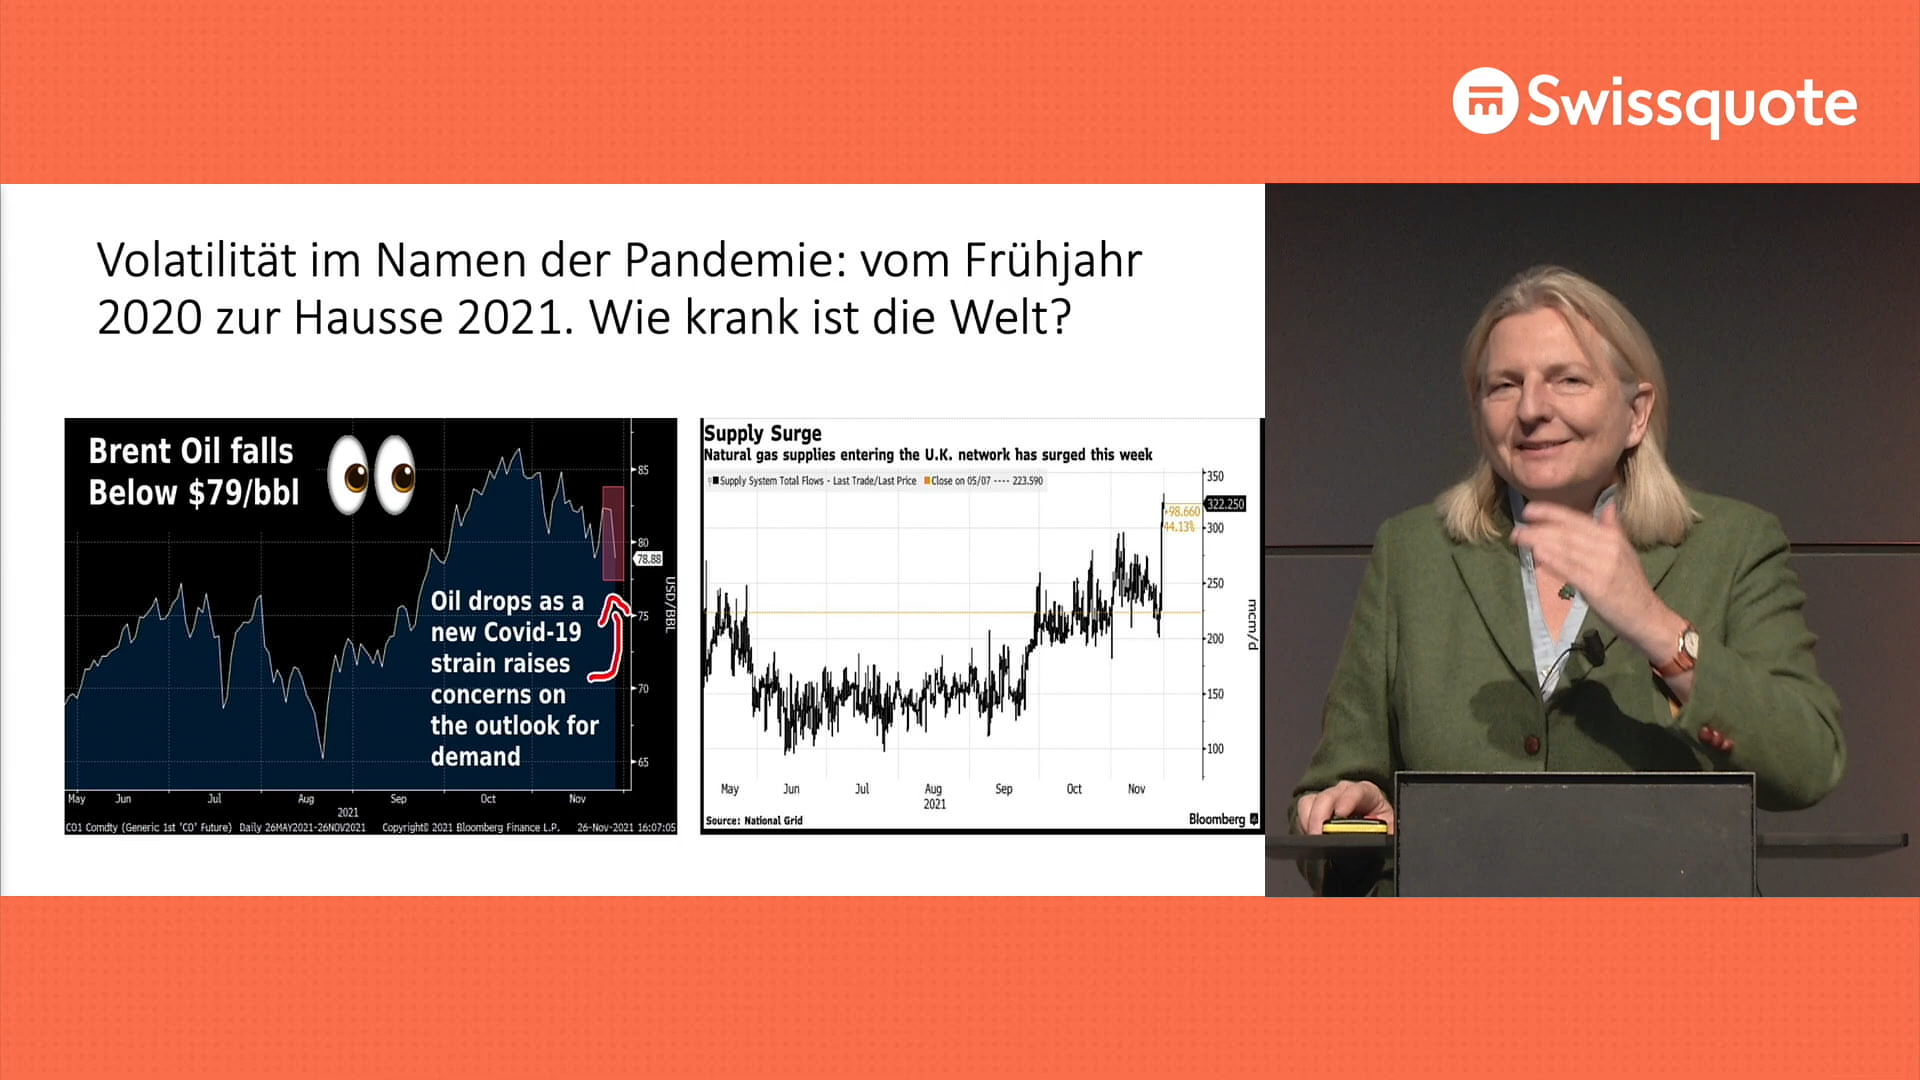 Swissquote
Volatilität im Namen der Pandemie: vom Frühjahr
2020 zur Hausse 2021. Wie krank ist die Welt?
Brent Oil falls
Below $79/bbl
Oil drops as a
new Covid-19
strain raises
concerns on
the outlook for
demand
85
80
78.88
75
70
65
USD/BBL
May Jun Jul Aug Sep Oct Nov
2021
CO1 Comdty (Generic 1st 'CO' Future) Daily 26MAY2021-26NOV2021 Copyright© 2021 Bloomberg Finance L.P. 26-Nov-2021 16:07:05
Supply Surge
Natural gas supplies entering the U.K. network has surged this week
Supply System Total Flows - Last Trade/Last Price Close on 05/07 ---- 223.590
350
322.250
+98.660
44.13%
300
250
200
150
100
mcm/d
May Jun Jul Aug Sep Oct Nov
2021
Source: National Grid
Bloomberg